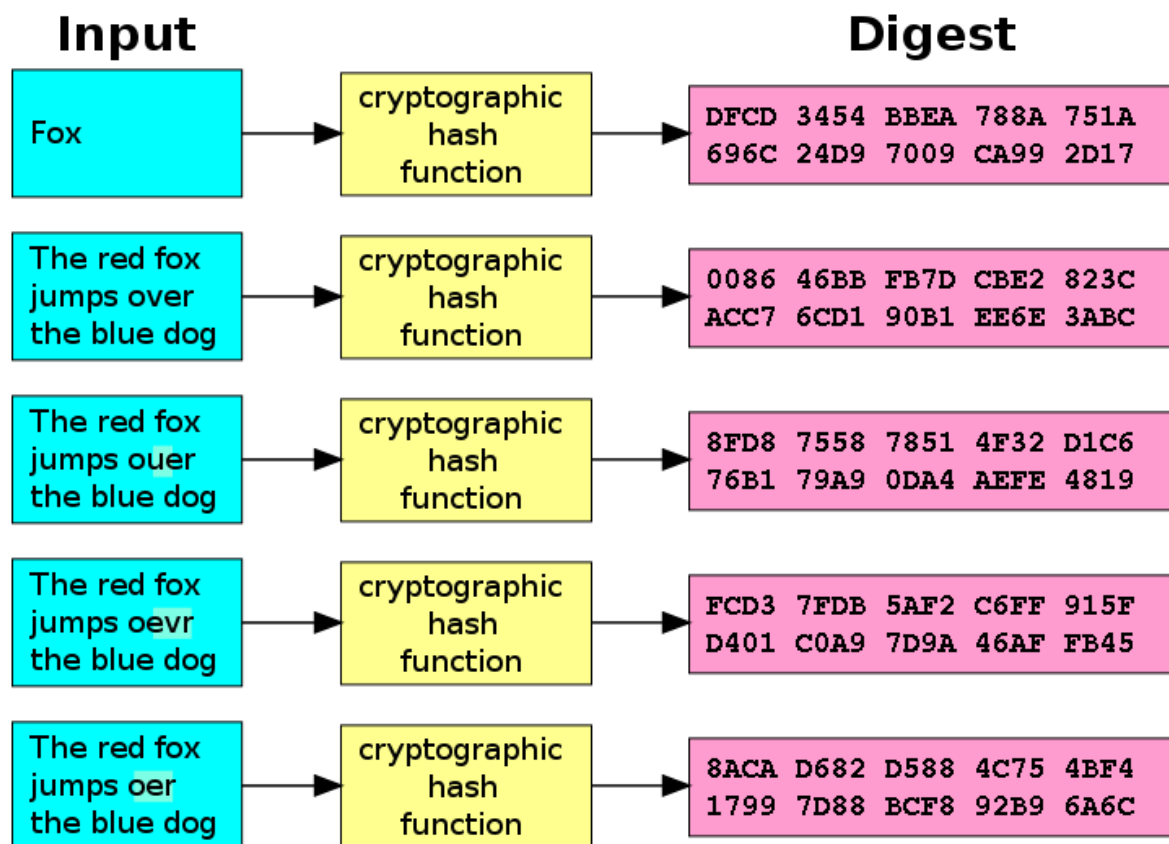 Input
Digest
Fox
cryptographic
hash
function
DFCD 3454 BBEA 788A 751A
696C 24D9 7009 CA99 2D17
The red fox
jumps over
the blue dog
cryptographic
hash
function
0086 46BB FB7D CBE2 823C
ACC7 6CD1 90B1 EE6E 3ABC
The red fox
jumps ouer
the blue dog
cryptographic
hash
function
8FD8 7558 7851 4F32 D1C6
76B1 79A9 0DA4 AEFE 4819
The red fox
jumps oevr
the blue dog
cryptographic
hash
function
FCD3 7FDB 5AF2 C6FF 915F
D401 C0A9 7D9A 46AF FB45
The red fox
jumps oer
the blue dog
cryptographic
hash
function
8ACA D682 D588 4C75 4BF4
1799 7D88 BCF8 92B9 6A6C